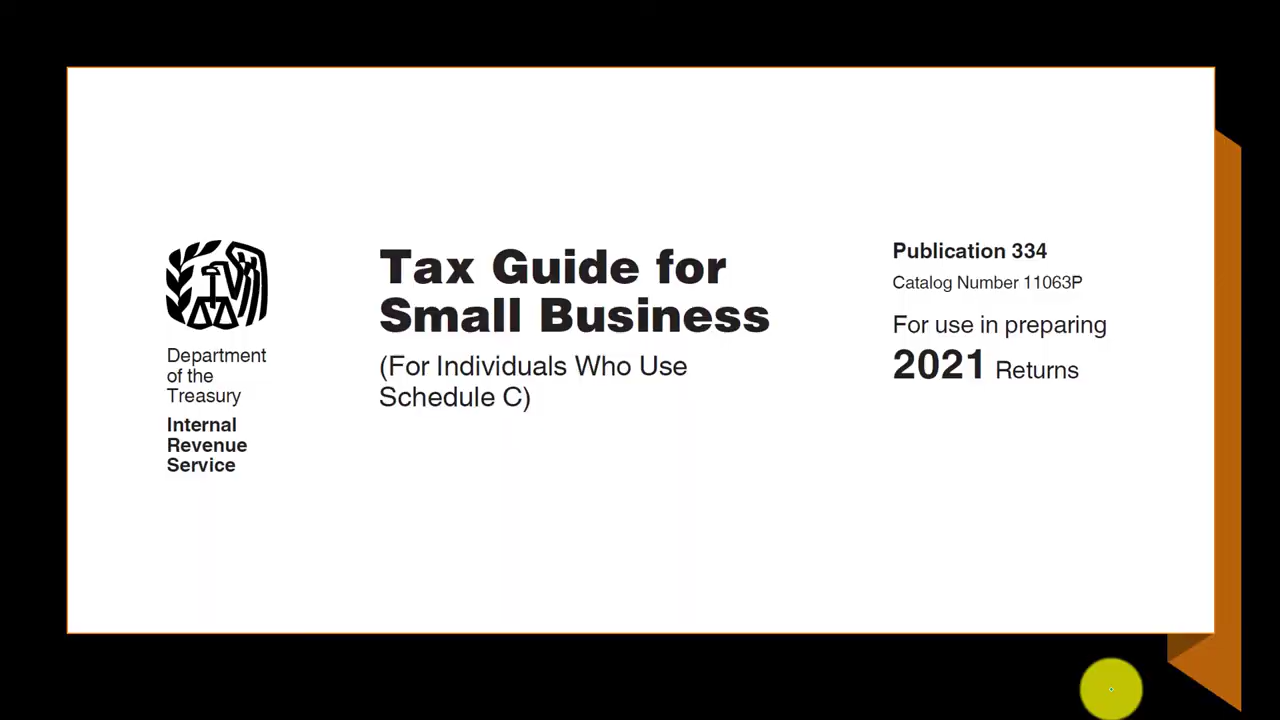 Department
of the
Treasury
Internal
Revenue
Service
Tax Guide for
Small Business
(For Individuals Who Use
Schedule C)
Publication 334
Catalog Number 11063P
For use in preparing
2021 Returns